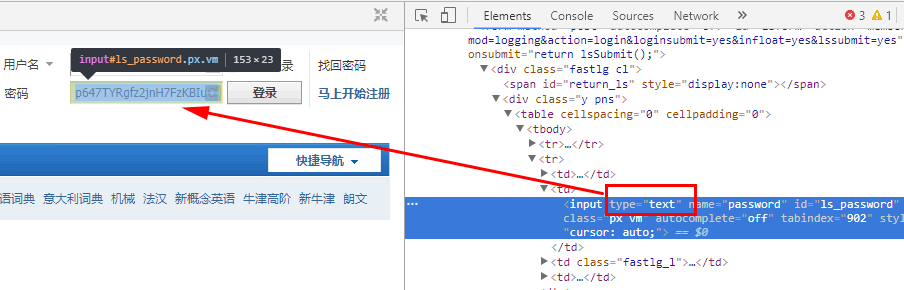 Elements Console Sources Network » 3 1
mod=logging&action=login&loginsubmit=yes&infloat=yes&lssubmit=yes"
onsubmit="return lsSubmit();">
input#ls_password.px.vm | 153 × 23
用户名 录 找回密码
密码 登录 马上开始注册
快捷导航
语词典 意大利词典 机械 法汉 新概念英语 牛津高阶 新牛津 朗文
<div class="fastlg cl">
<span id="return_ls" style="display:none"></span>
<div class="y pns">
<table cellspacing="0" cellpadding="0">
<tbody>
<tr>…</tr>
<tr>
<td>…</td>
<td>
<input type="text" name="password" id="ls_password"
class="px vm" autocomplete="off" tabindex="902" styl
"cursor: auto;"> == $0
</td>
<td class="fastlg_l">…</td>
<td>…</td>